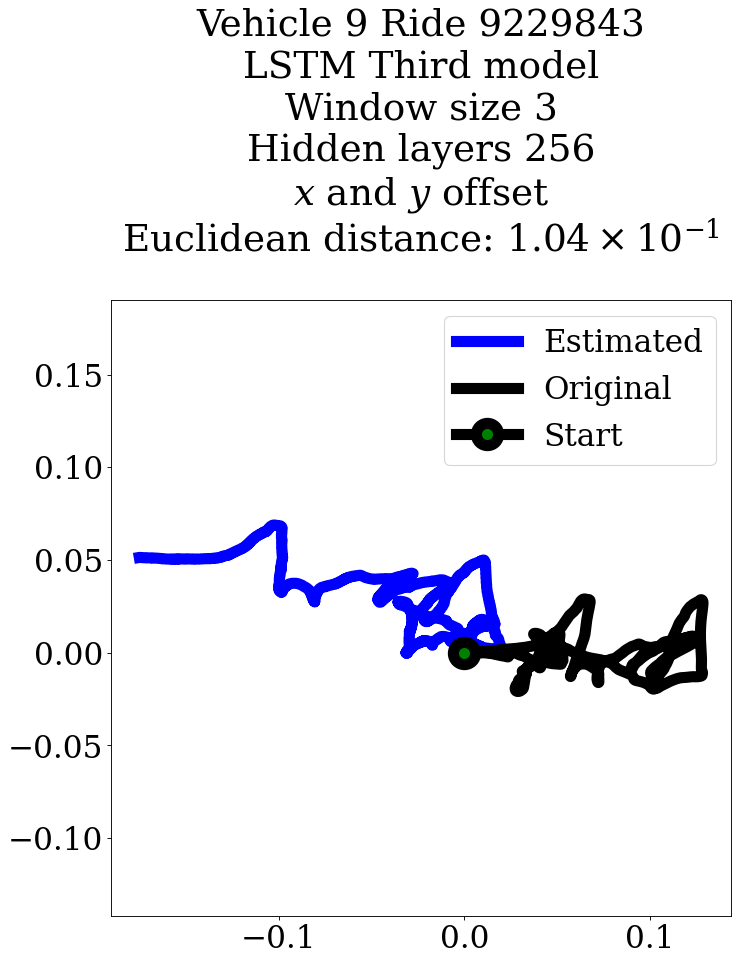 Vehicle 9 Ride 9229843
LSTM Third model
Window size 3
Hidden layers 256
x and y offset
Euclidean distance: 1.04 × 10⁻¹
Estimated
Original
Start
0.15
0.10
0.05
0.00
−0.05
−0.10
−0.1
0.0
0.1